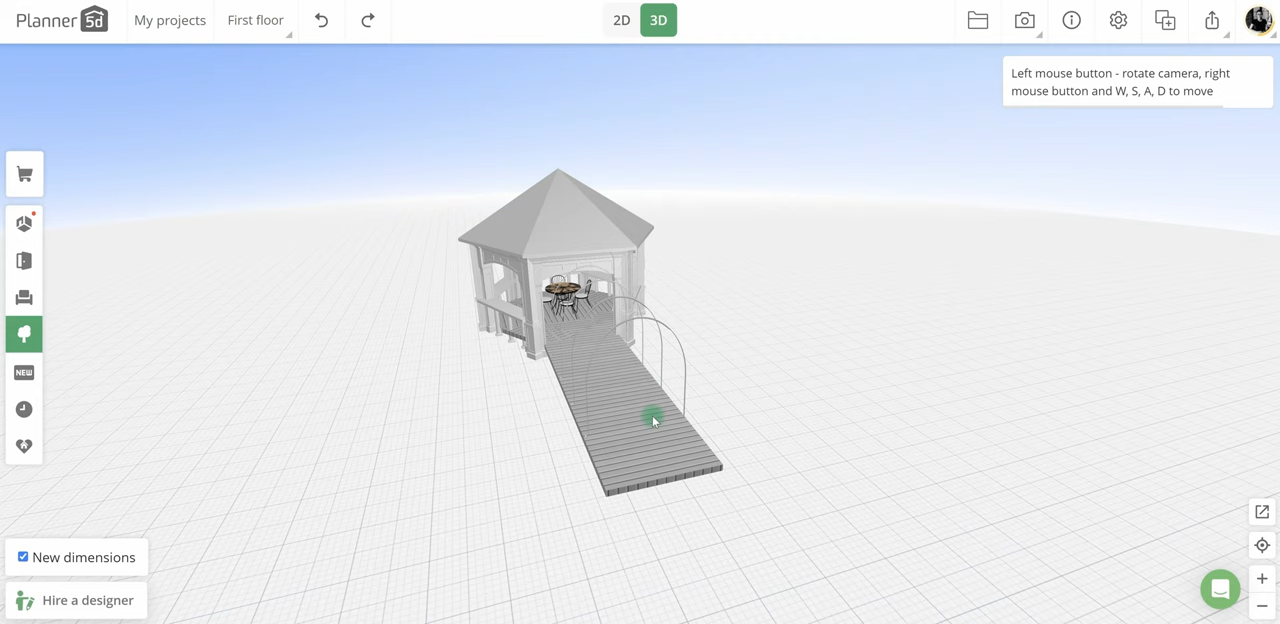 Planner 5d
My projects
First floor
2D
3D
Left mouse button - rotate camera, right
mouse button and W, S, A, D to move
NEW
New dimensions
Hire a designer